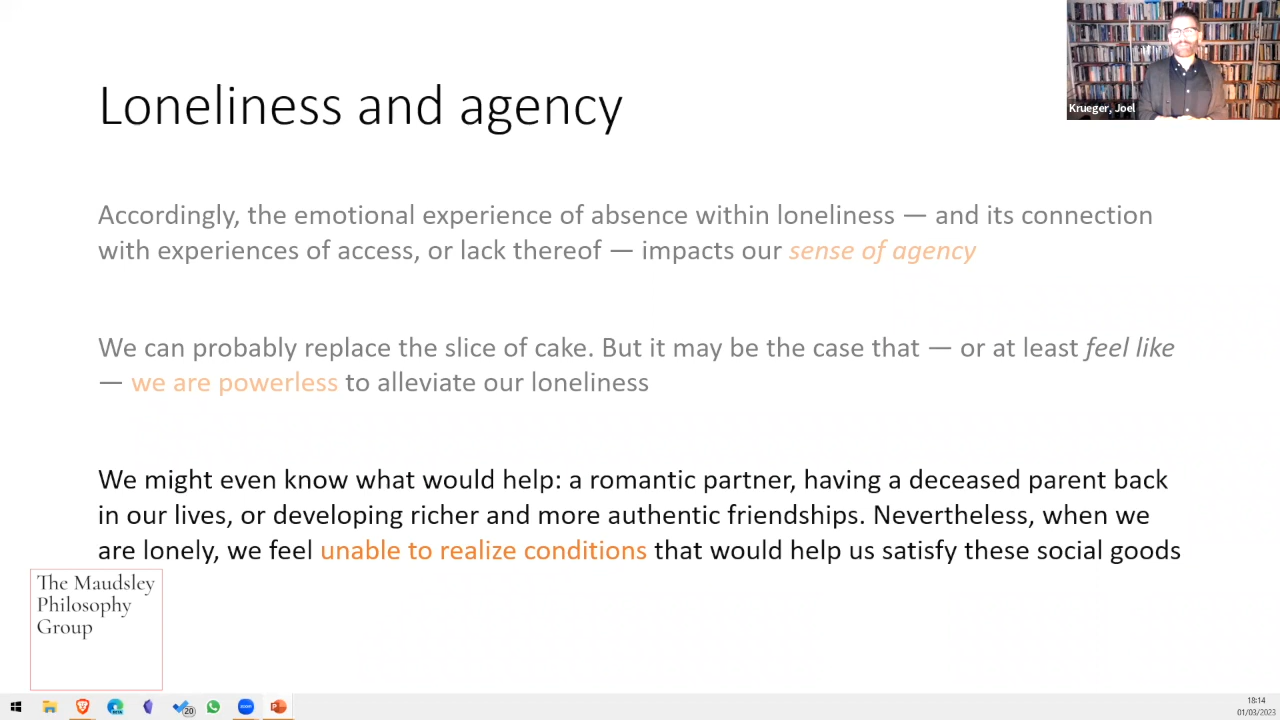 Krueger, Joel
Loneliness and agency
Accordingly, the emotional experience of absence within loneliness — and its connection
with experiences of access, or lack thereof — impacts our sense of agency
We can probably replace the slice of cake. But it may be the case that — or at least feel like
— we are powerless to alleviate our loneliness
We might even know what would help: a romantic partner, having a deceased parent back
in our lives, or developing richer and more authentic friendships. Nevertheless, when we
are lonely, we feel unable to realize conditions that would help us satisfy these social goods
The Maudsley
Philosophy
Group
20
18:14
01/03/2023